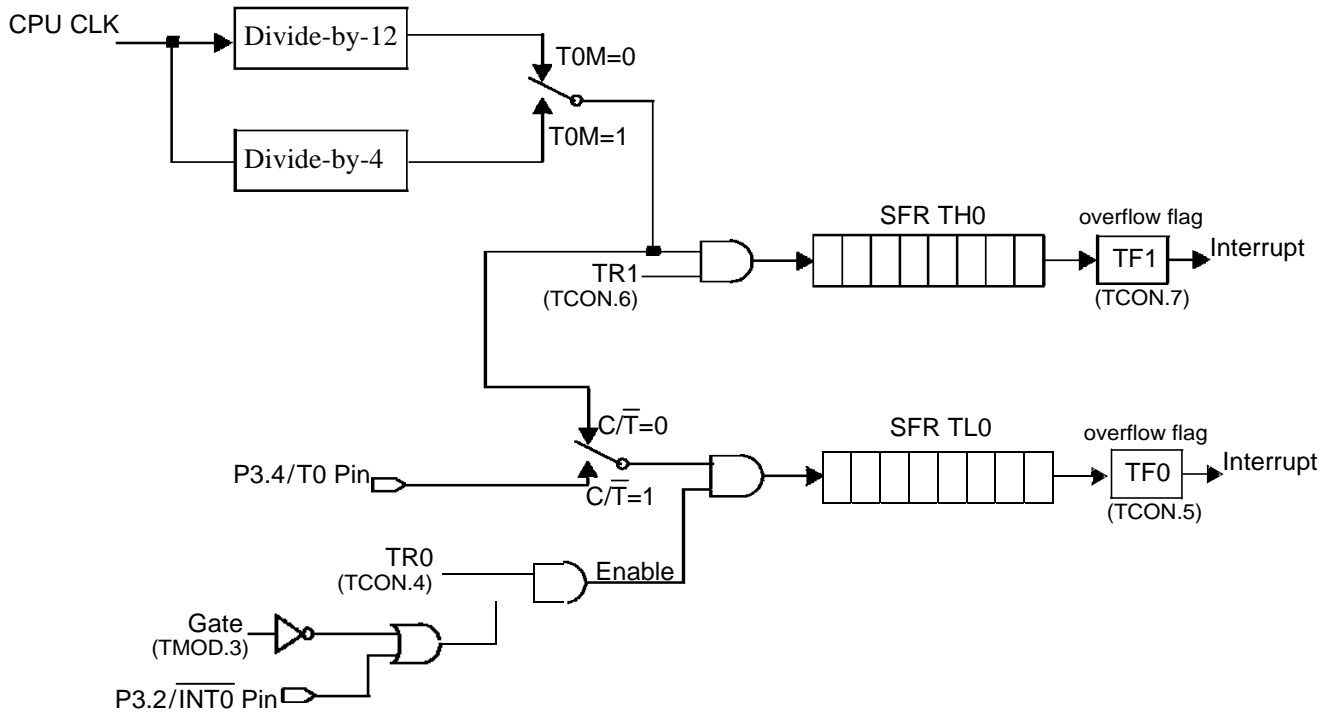 CPU CLK
Divide-by-12
T0M=0
T0M=1
Divide-by-4
SFR TH0
overflow flag
TF1
Interrupt
TR1
(TCON.6)
(TCON.7)
C/T̅=0
SFR TL0
overflow flag
P3.4/T0 Pin
C/T̅=1
TF0
Interrupt
(TCON.5)
TR0
(TCON.4)
Enable
Gate
(TMOD.3)
P3.2/I̅N̅T̅0̅ Pin